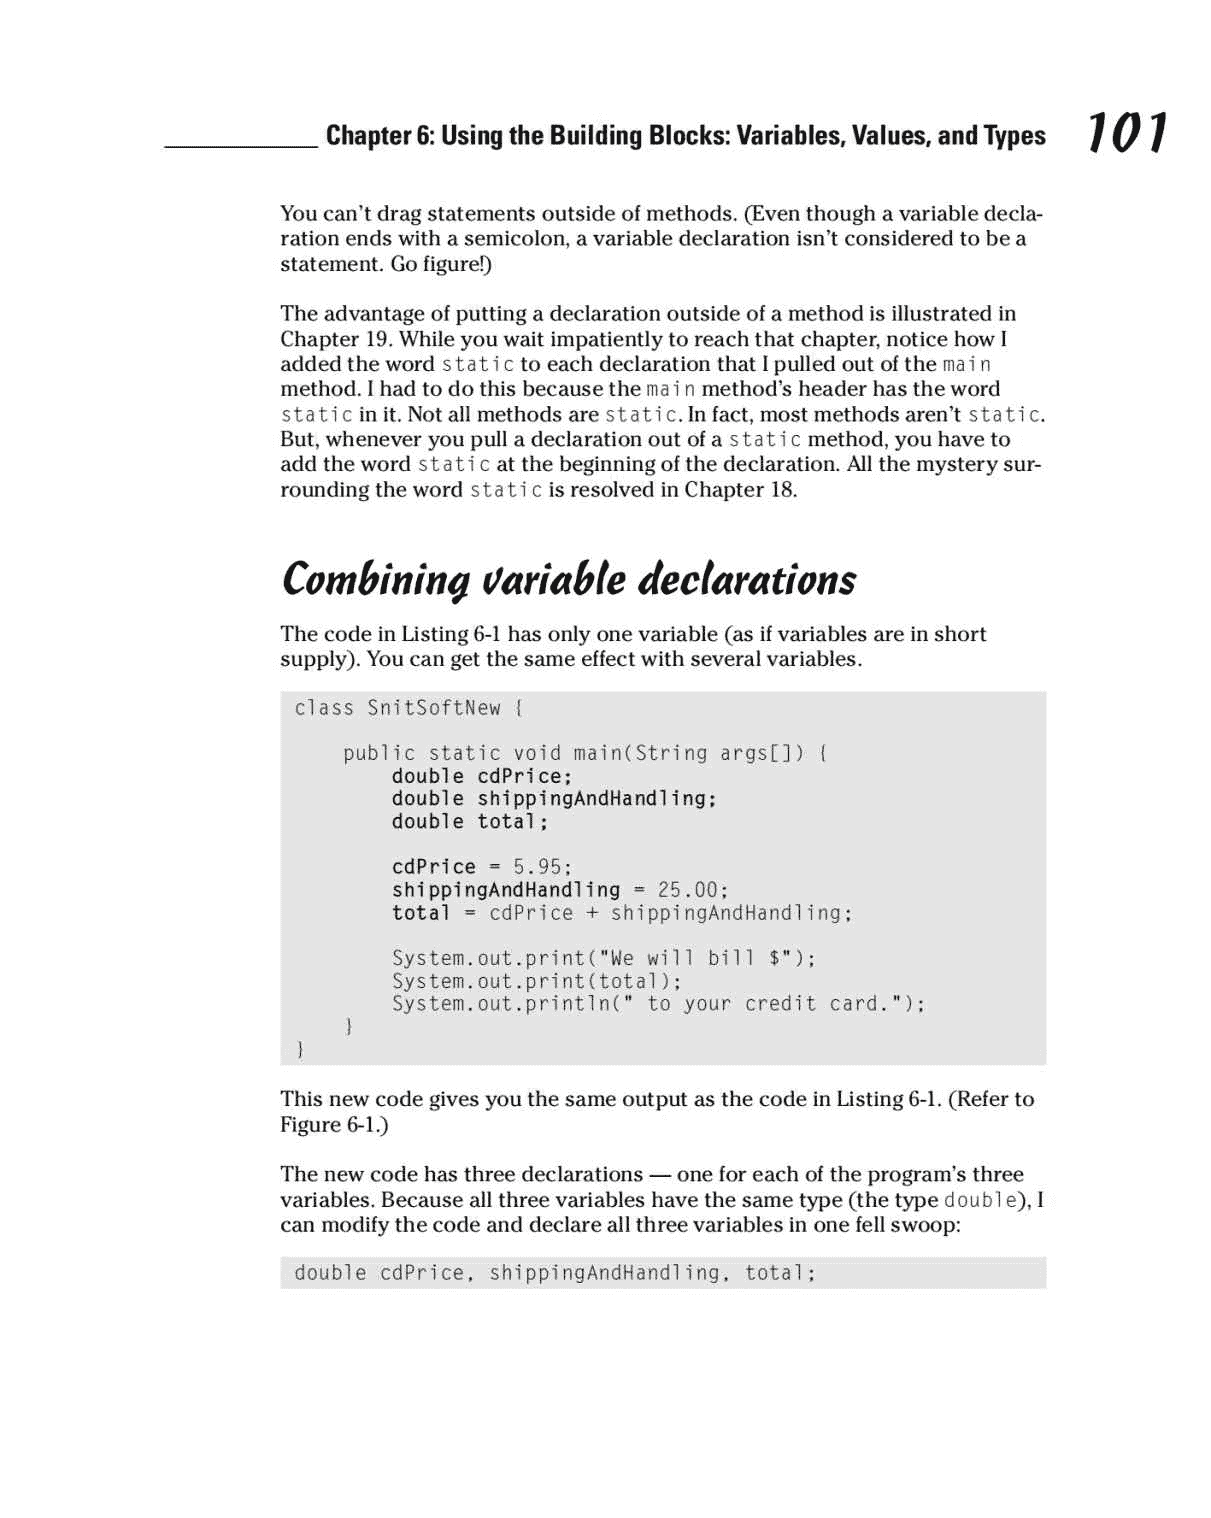 Chapter 6: Using the Building Blocks: Variables, Values, and Types 101
You can't drag statements outside of methods. (Even though a variable decla-
ration ends with a semicolon, a variable declaration isn't considered to be a
statement. Go figure!)
The advantage of putting a declaration outside of a method is illustrated in
Chapter 19. While you wait impatiently to reach that chapter, notice how I
added the word static to each declaration that I pulled out of the main
method. I had to do this because the main method's header has the word
static in it. Not all methods are static. In fact, most methods aren't static.
But, whenever you pull a declaration out of a static method, you have to
add the word static at the beginning of the declaration. All the mystery sur-
rounding the word static is resolved in Chapter 18.
Combining variable declarations
The code in Listing 6-1 has only one variable (as if variables are in short
supply). You can get the same effect with several variables.
class SnitSoftNew {
public static void main(String args[]) {
double cdPrice;
double shippingAndHandling;
double total;
cdPrice = 5.95;
shippingAndHandling = 25.00;
total = cdPrice + shippingAndHandling;
System.out.print("We will bill $");
System.out.print(total);
System.out.println(" to your credit card.");
}
}
This new code gives you the same output as the code in Listing 6-1. (Refer to
Figure 6-1.)
The new code has three declarations — one for each of the program's three
variables. Because all three variables have the same type (the type double), I
can modify the code and declare all three variables in one fell swoop:
double cdPrice, shippingAndHandling, total;